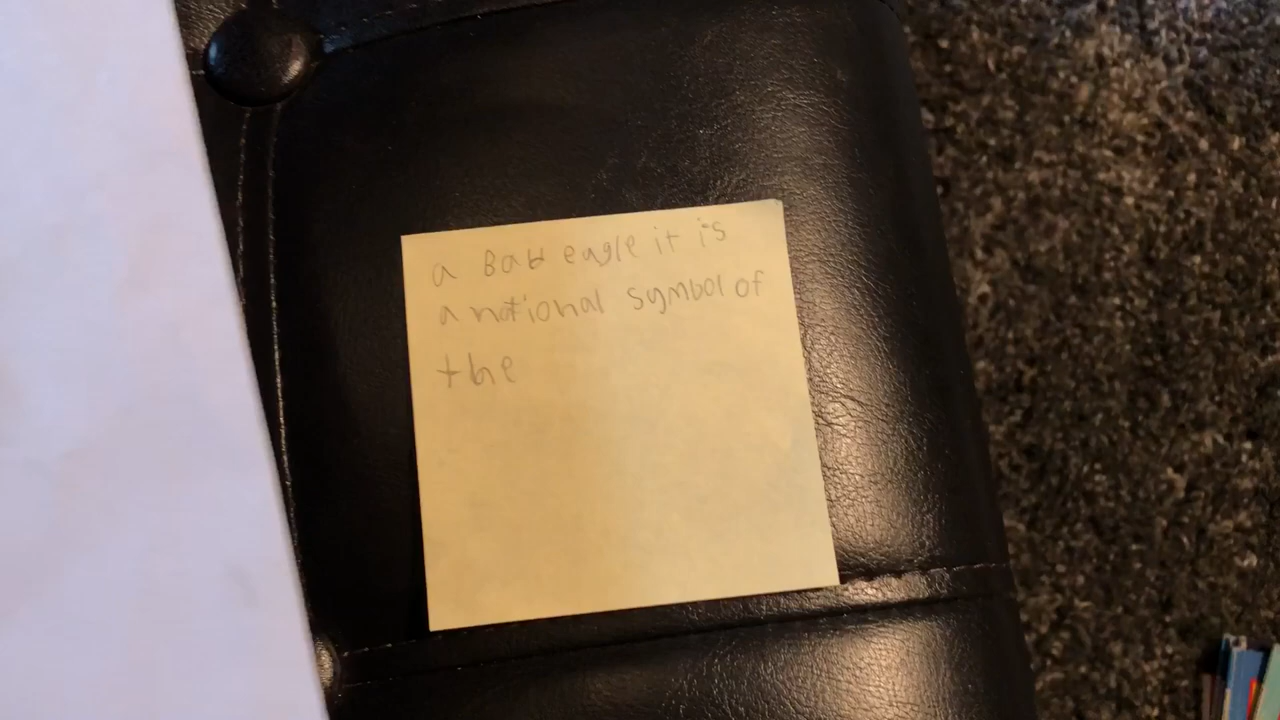 a Bald eagle it is
a national symbol of
the